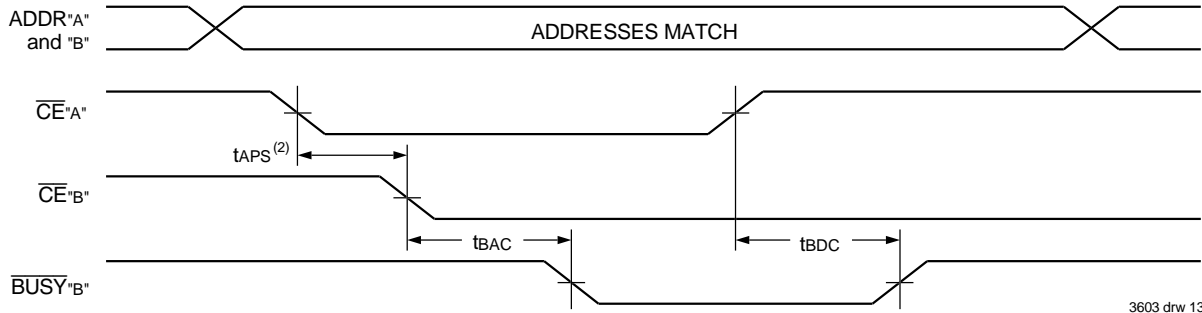 ADDR"A"
and "B"
ADDRESSES MATCH
CE"A"
tAPS(2)
CE"B"
tBAC
tBDC
BUSY"B"
3603 drw 13